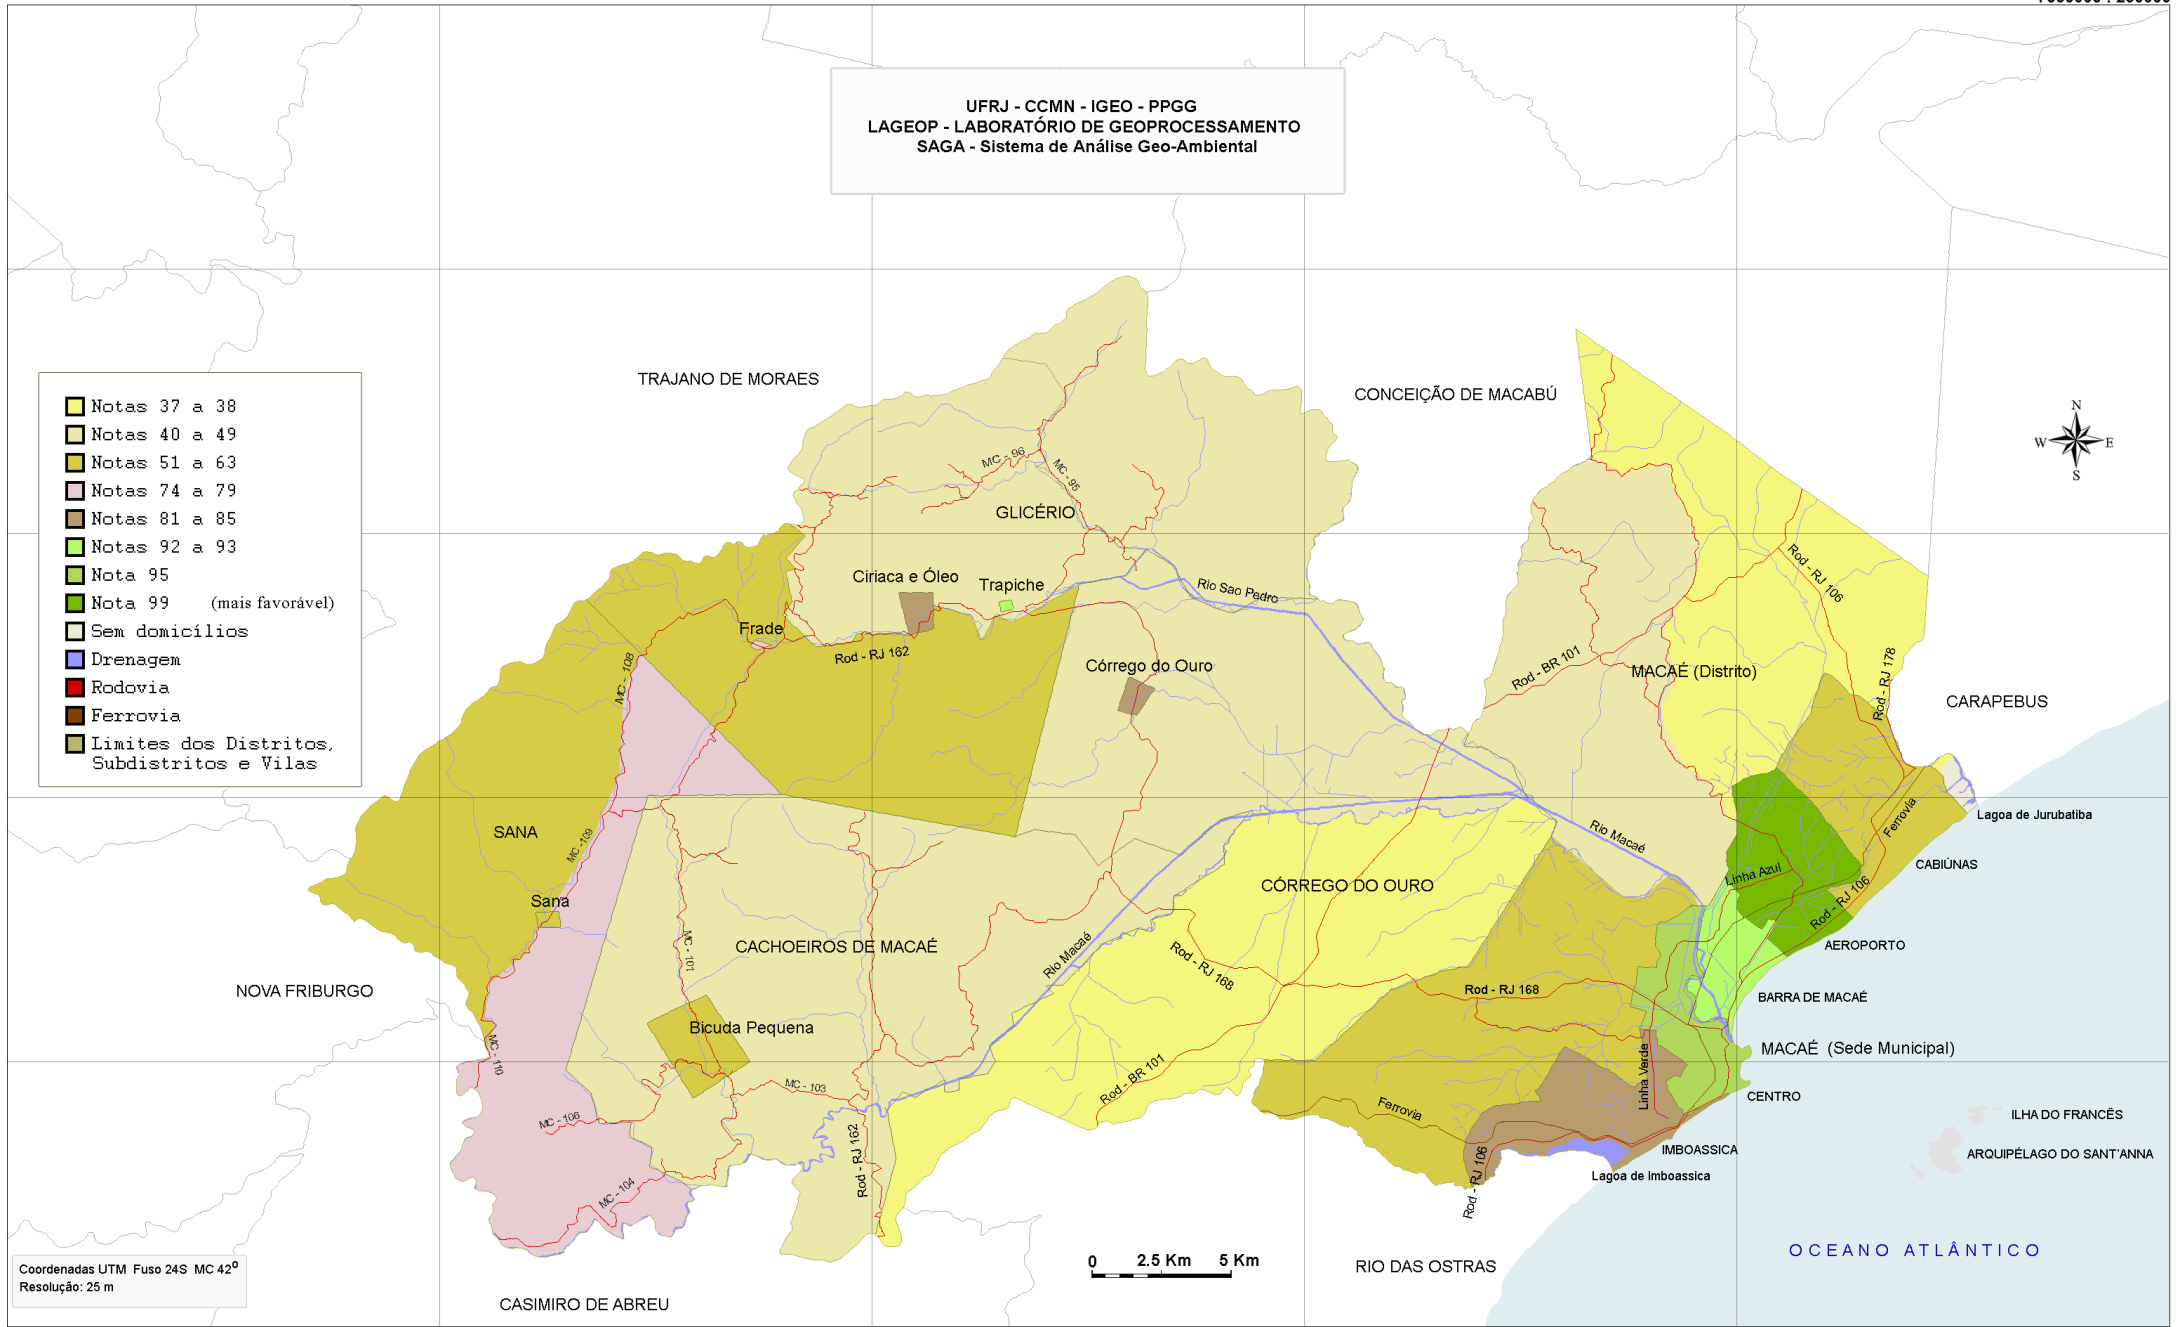 UFRJ - CCMN - IGEO - PPGG
LAGEOP - LABORATÓRIO DE GEOPROCESSAMENTO
SAGA - Sistema de Análise Geo-Ambiental
TRAJANO DE MORAES
CONCEIÇÃO DE MACABÚ
Notas 37 a 38
Notas 40 a 49
Notas 51 a 63
Notas 74 a 79
Notas 81 a 85
Notas 92 a 93
Nota 95
Nota 99 (mais favorável)
Sem domicílios
Drenagem
Rodovia
Ferrovia
Limites dos Distritos,
Subdistritos e Vilas
N
W
E
S
MC - 96
MC - 95
GLICÉRIO
Ciriaca e Óleo
Trapiche
Rio Sao Pedro
Rod - RJ 106
Frade
Rod - RJ 162
MC - 108
Córrego do Ouro
Rod - BR 101
MACAÉ (Distrito)
Rod - RJ 178
CARAPEBUS
SANA
MC -109
Rio Macaé
Ferrovia
Lagoa de Jurubatiba
CABIÚNAS
Linha Azul
CÓRREGO DO OURO
Rod - RJ 106
Sana
MC - 101
CACHOEIROS DE MACAÉ
Rio Macaé
Rod - RJ 168
AEROPORTO
NOVA FRIBURGO
Rod - RJ 168
BARRA DE MACAÉ
Bicuda Pequena
MC - 110
MACAÉ (Sede Municipal)
Linha Verde
MC - 103
Rod - BR 101
Ferrovia
CENTRO
MC - 106
ILHA DO FRANCÊS
IMBOASSICA
ARQUIPÉLAGO DO SANT'ANNA
Rod - RJ 162
Rod - RJ 106
Lagoa de Imboassica
MC - 104
OCEANO ATLÂNTICO
0 2.5 Km 5 Km
RIO DAS OSTRAS
Coordenadas UTM Fuso 24S MC 42º
Resolução: 25 m
CASIMIRO DE ABREU